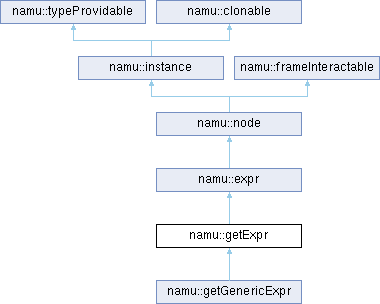 namu::typeProvidable
namu::clonable
namu::instance
namu::frameInteractable
namu::node
namu::expr
namu::getExpr
namu::getGenericExpr